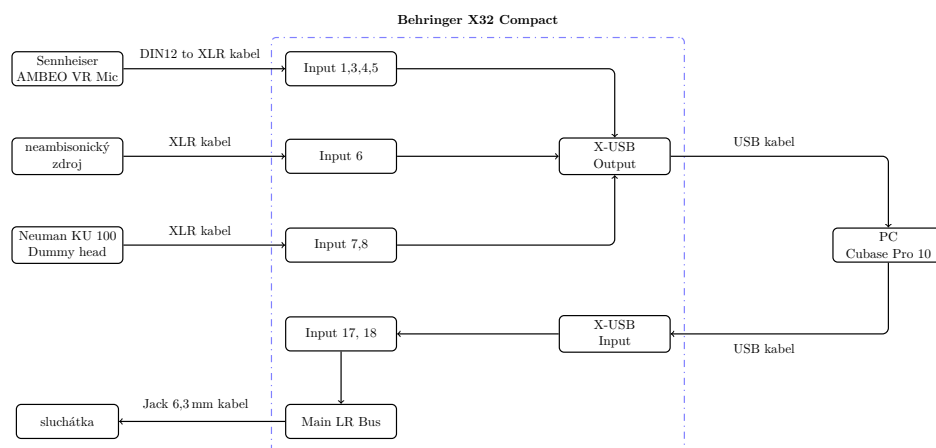 Behringer X32 Compact
Sennheiser
AMBEO VR Mic
DIN12 to XLR kabel
Input 1,3,4,5
neambisonický
zdroj
XLR kabel
Input 6
X-USB
Output
USB kabel
Neuman KU 100
Dummy head
XLR kabel
Input 7,8
PC
Cubase Pro 10
Input 17, 18
X-USB
Input
USB kabel
sluchátka
Jack 6,3 mm kabel
Main LR Bus